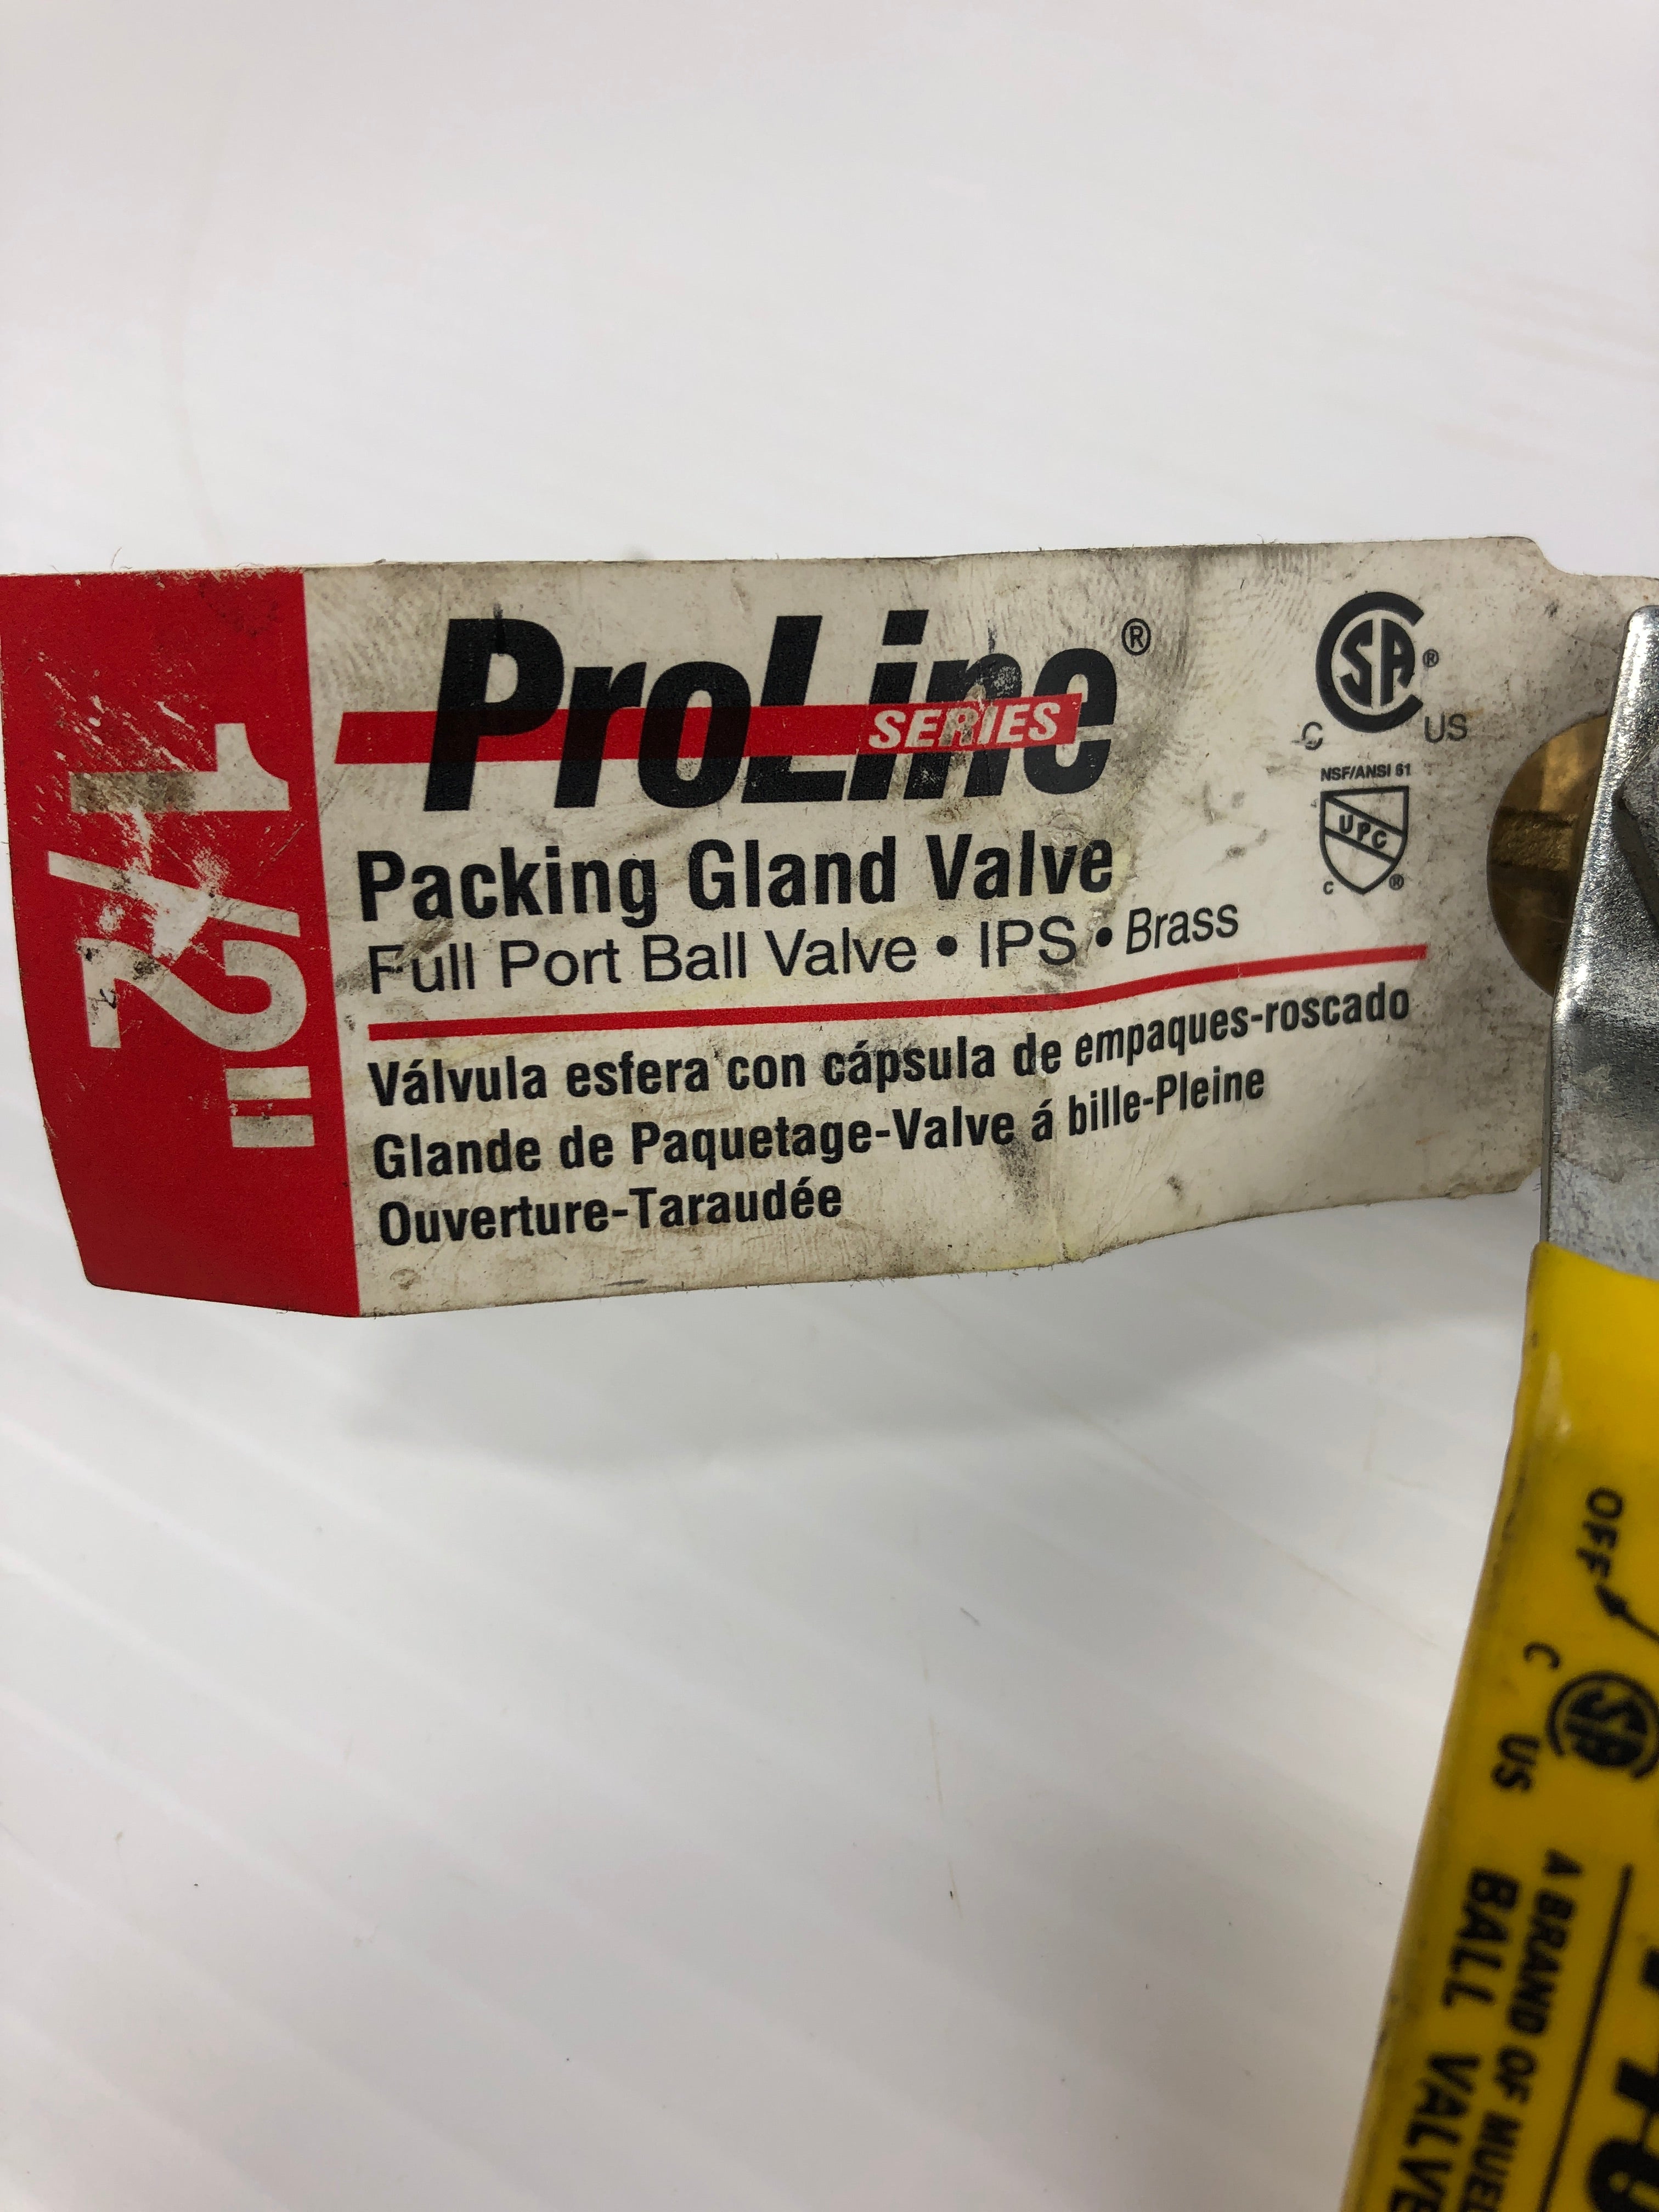 1/2"
ProLine®
SERIES
Packing Gland Valve
Full Port Ball Valve • IPS • Brass
Válvula esfera con cápsula de empaques-roscado
Glande de Paquetage-Valve á bille-Pleine
Ouverture-Taraudée
CSA®
C US
NSF/ANSI 61
UPC
C ®
OFF
C SA US
A BRAND OF
BALL VALVE